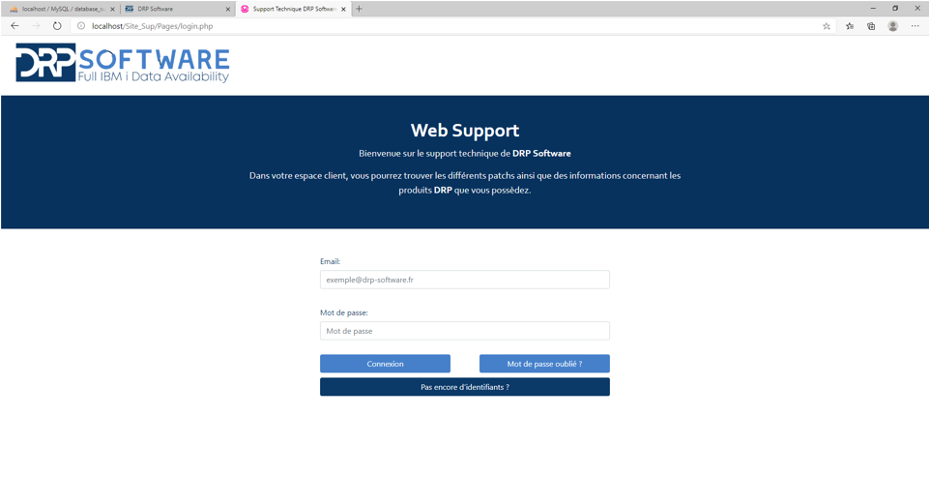 localhost / MySQL / database_s
DRP Software
Support Technique DRP Softwar
localhost/Site_Sup/Pages/login.php
DRP SOFTWARE
Full IBM i Data Availability
Web Support
Bienvenue sur le support technique de DRP Software
Dans votre espace client, vous pourrez trouver les différents patchs ainsi que des informations concernant les
produits DRP que vous possèdez.
Email:
exemple@drp-software.fr
Mot de passe:
Mot de passe
Connexion
Mot de passe oublié ?
Pas encore d'identifiants ?